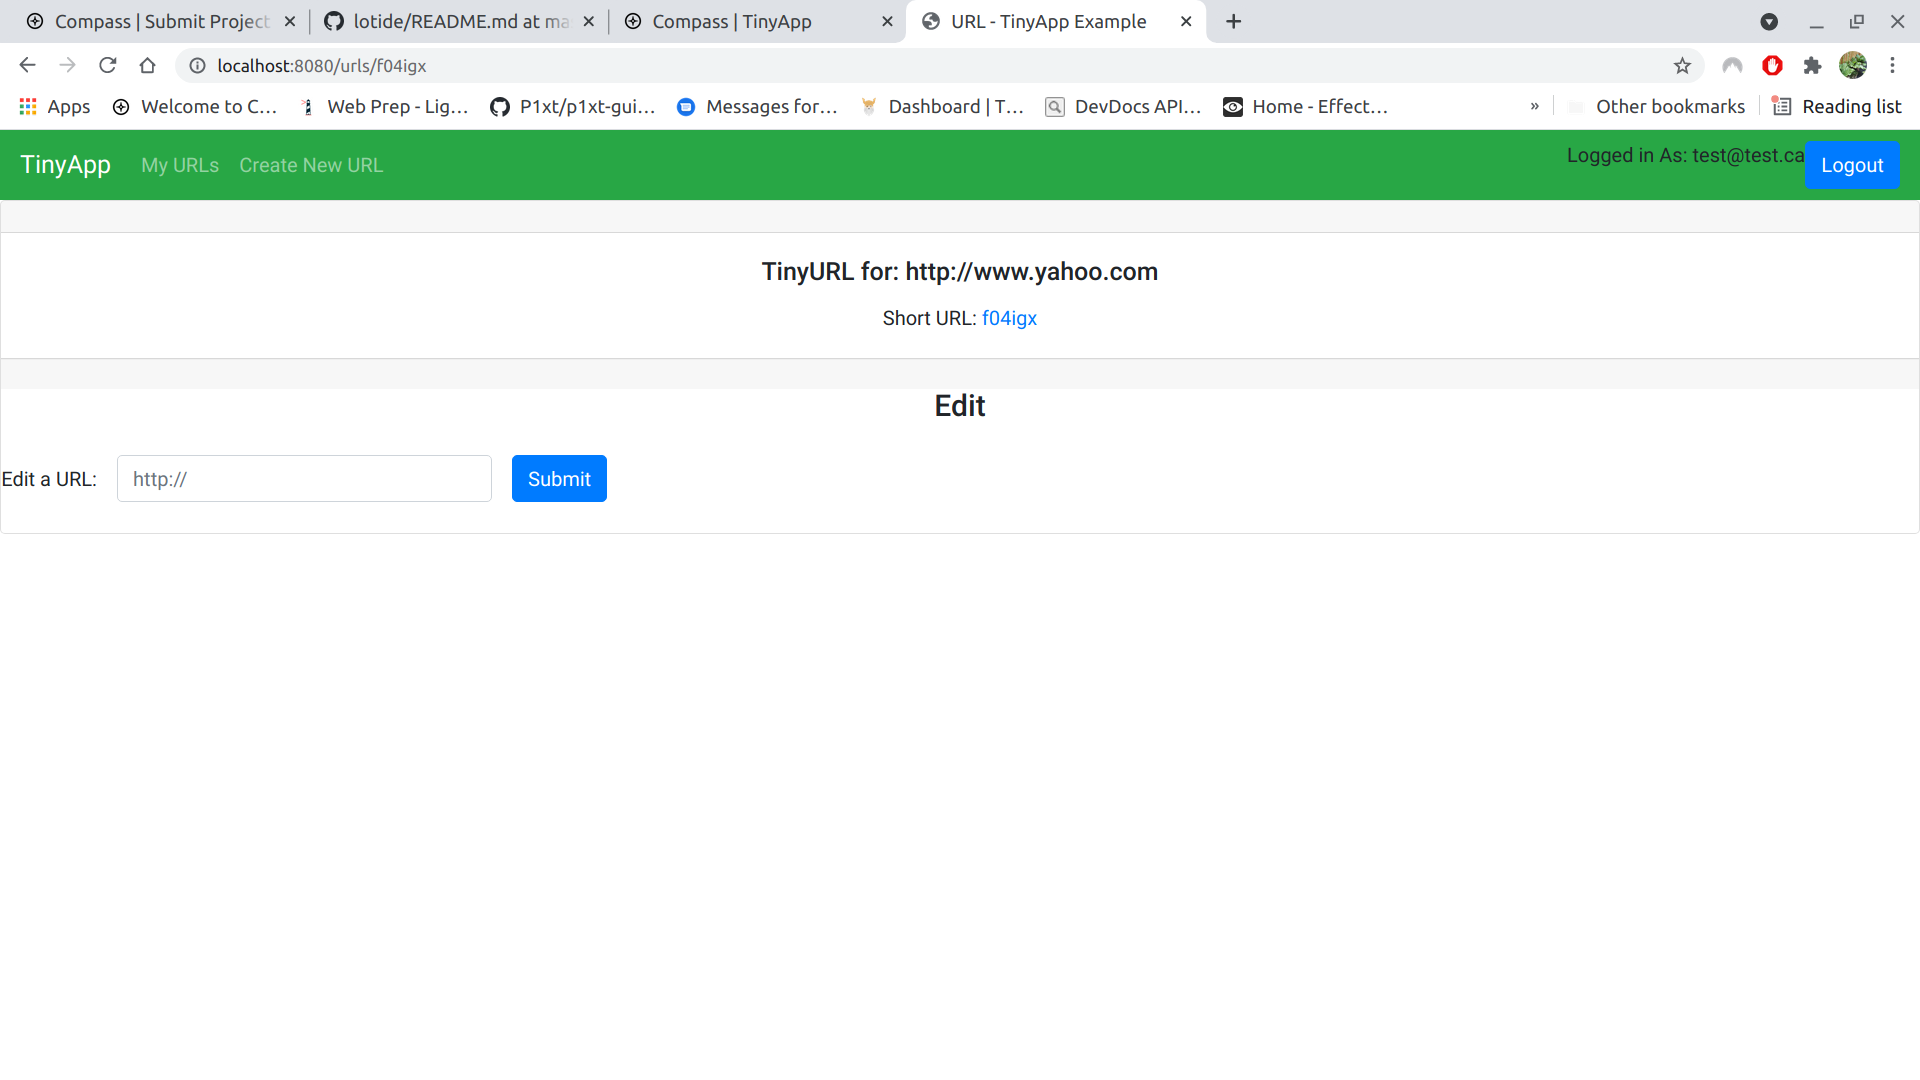 Compass | Submit Project
lotide/README.md at ma
Compass | TinyApp
URL - TinyApp Example
localhost:8080/urls/f04igx
Apps
Welcome to C...
Web Prep - Lig...
P1xt/p1xt-gui...
Messages for...
Dashboard | T...
DevDocs API...
Home - Effect...
»
Other bookmarks
Reading list
TinyApp My URLs Create New URL
Logged in As: test@test.ca
Logout
TinyURL for: http://www.yahoo.com
Short URL: f04igx
Edit
Edit a URL: http:// Submit